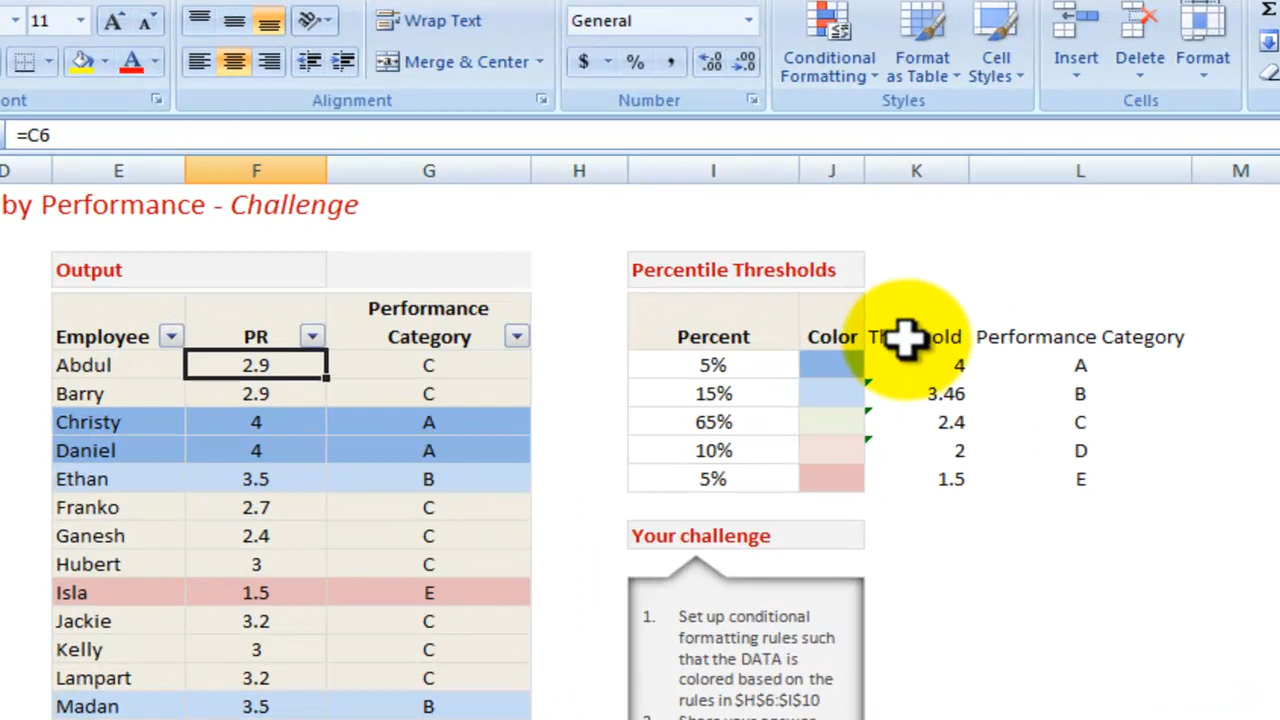 11 A A Wrap Text General
Conditional Formatting Format as Table Cell Styles Insert Delete Format Σ
Merge & Center $ % , .00
ont Alignment Number Styles Cells
=C6
D E F G H I J K L M
by Performance - Challenge
Output Percentile Thresholds
Employee PR Performance Category Percent Color Performance Category
Abdul 2.9 C 5% 4 A
Barry 2.9 C 15% 3.46 B
Christy 4 A 65% 2.4 C
Daniel 4 A 10% 2 D
Ethan 3.5 B 5% 1.5 E
Franko 2.7 C
Ganesh 2.4 C Your challenge
Hubert 3 C
Isla 1.5 E 1. Set up conditional
Jackie 3.2 C formatting rules such
Kelly 3 C that the DATA is
Lampart 3.2 C colored based on the
Madan 3.5 B rules in $H$6:$I$10